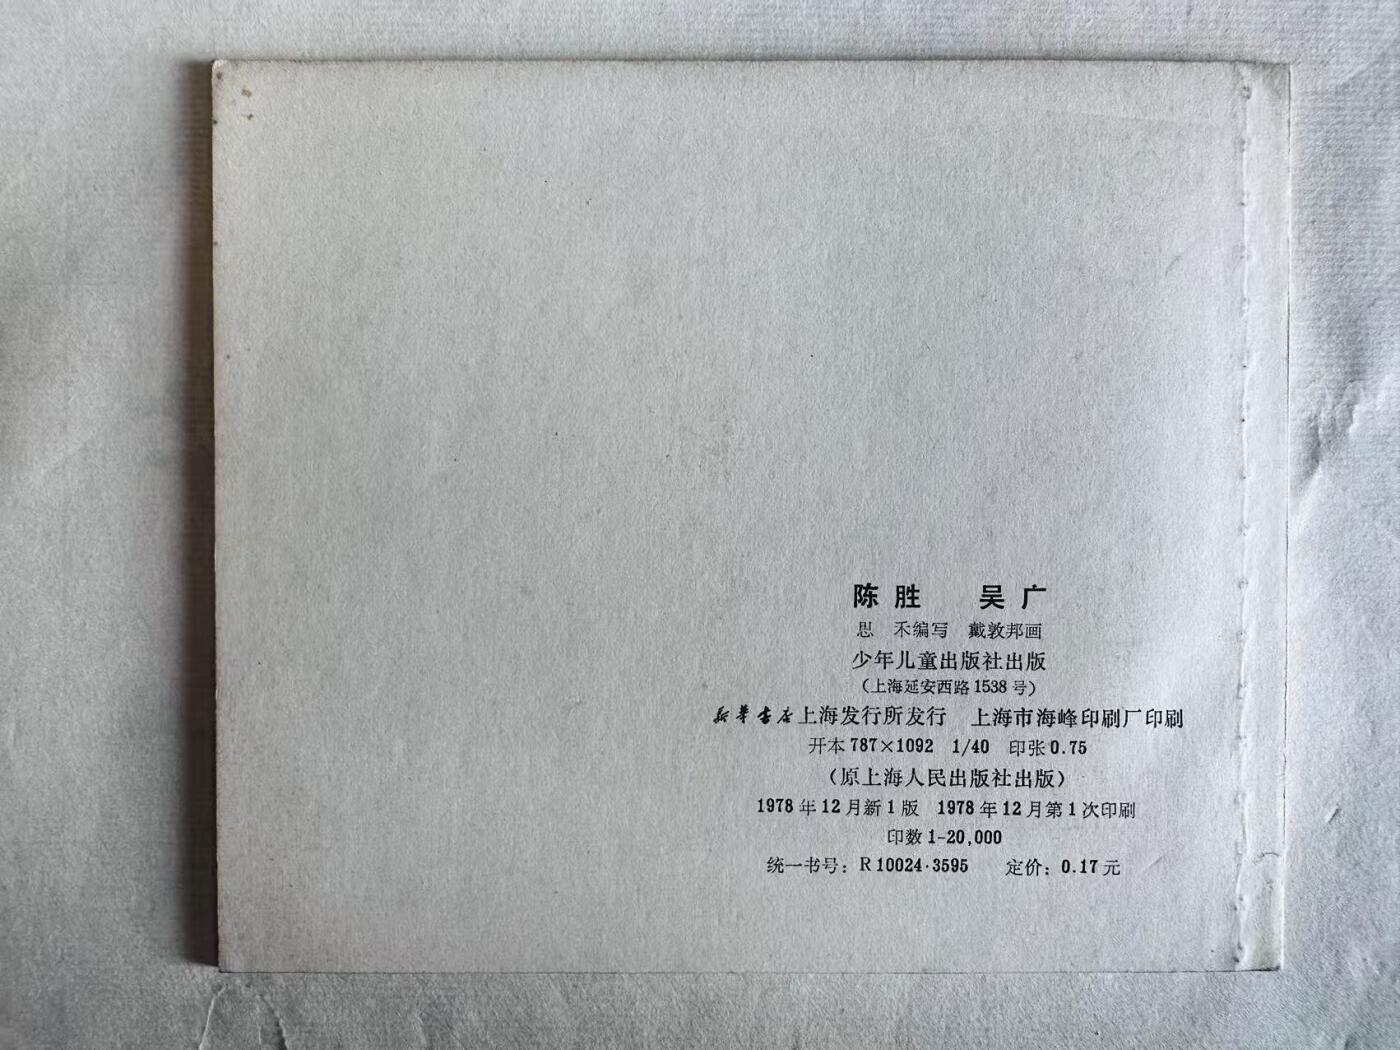 陈胜 吴广
思 禾编写 戴敦邦画
少年儿童出版社出版
（上海延安西路1538号）
新华书店上海发行所发行 上海市海峰印刷厂印刷
开本787×1092 1/40 印张0.75
（原上海人民出版社出版）
1978年12月新1版 1978年12月第1次印刷
印数1-20,000
统一书号：R10024·3595 定价：0.17元